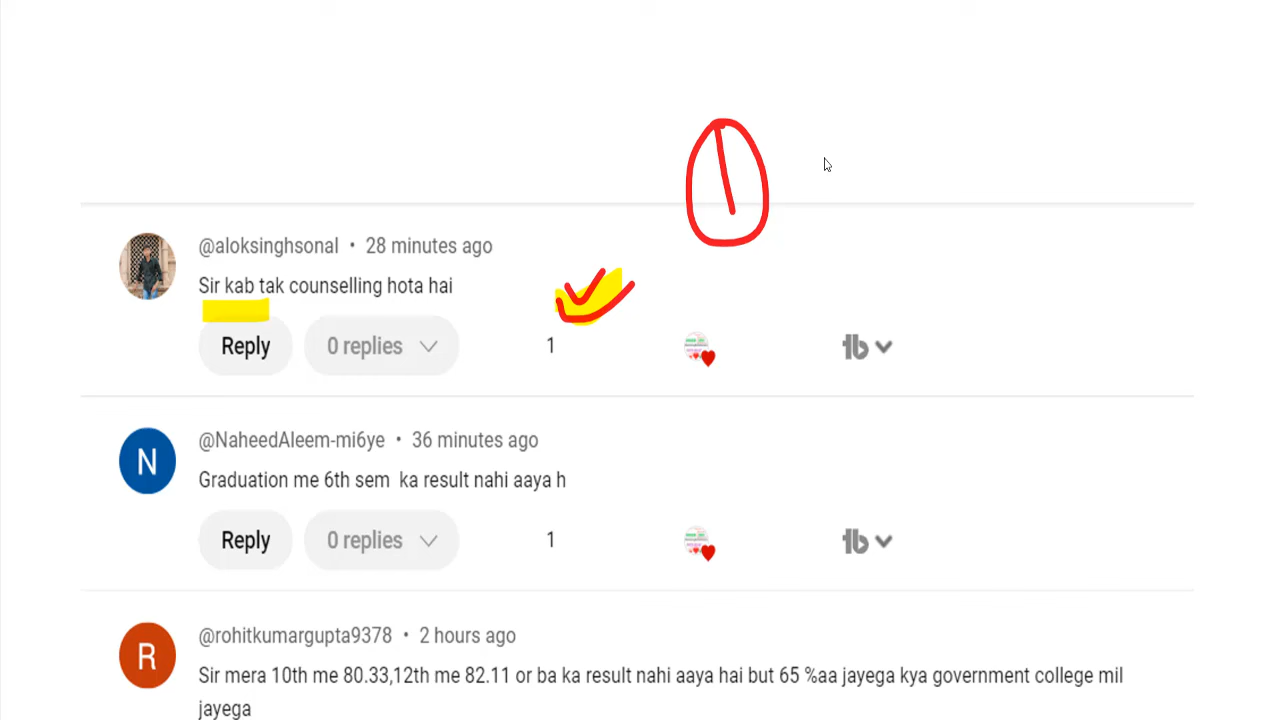 1
@aloksinghsonal • 28 minutes ago
Sir kab tak counselling hota hai
Reply 0 replies 1
N
@NaheedAleem-mi6ye • 36 minutes ago
Graduation me 6th sem ka result nahi aaya h
Reply 0 replies 1
R
@rohitkumargupta9378 • 2 hours ago
Sir mera 10th me 80.33,12th me 82.11 or ba ka result nahi aaya hai but 65 %aa jayega kya government college mil
jayega